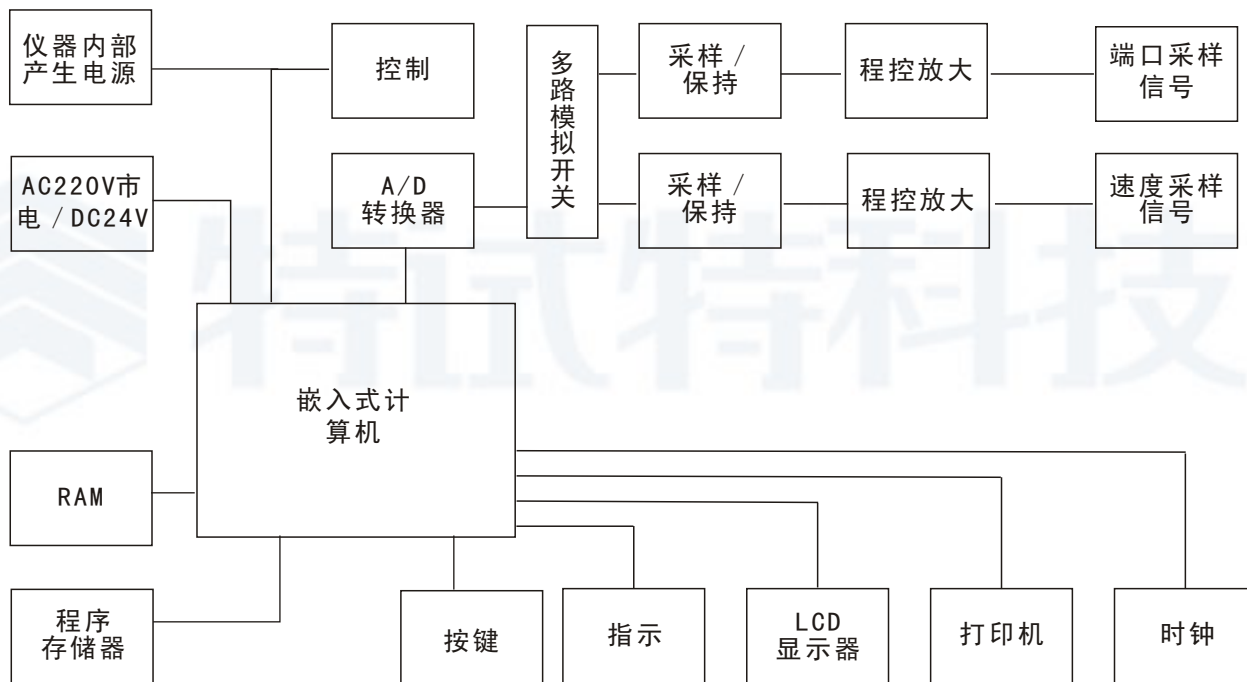 仪器内部
产生电源
控制
多路模拟开关
采样/
保持
程控放大
端口采样
信号
AC220V市
电/DC24V
A/D
转换器
采样/
保持
程控放大
速度采样
信号
特试特科技
嵌入式计
算机
RAM
程序
存储器
按键
指示
LCD
显示器
打印机
时钟